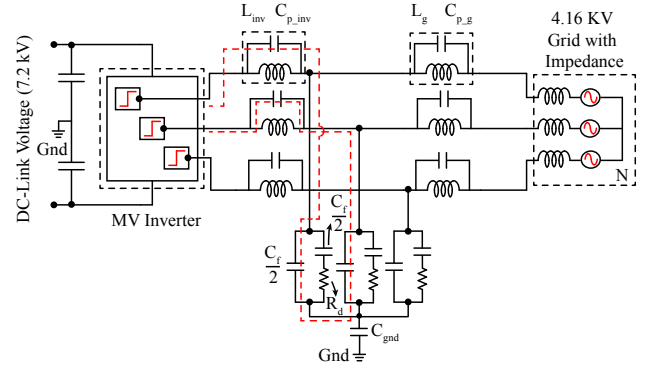 L_inv C_p_inv
L_g C_p_g
4.16 KV
Grid with
Impedance
DC-Link Voltage (7.2 kV)
Gnd
N
MV Inverter
C_f
2
C_f
2
R_d
C_gnd
Gnd